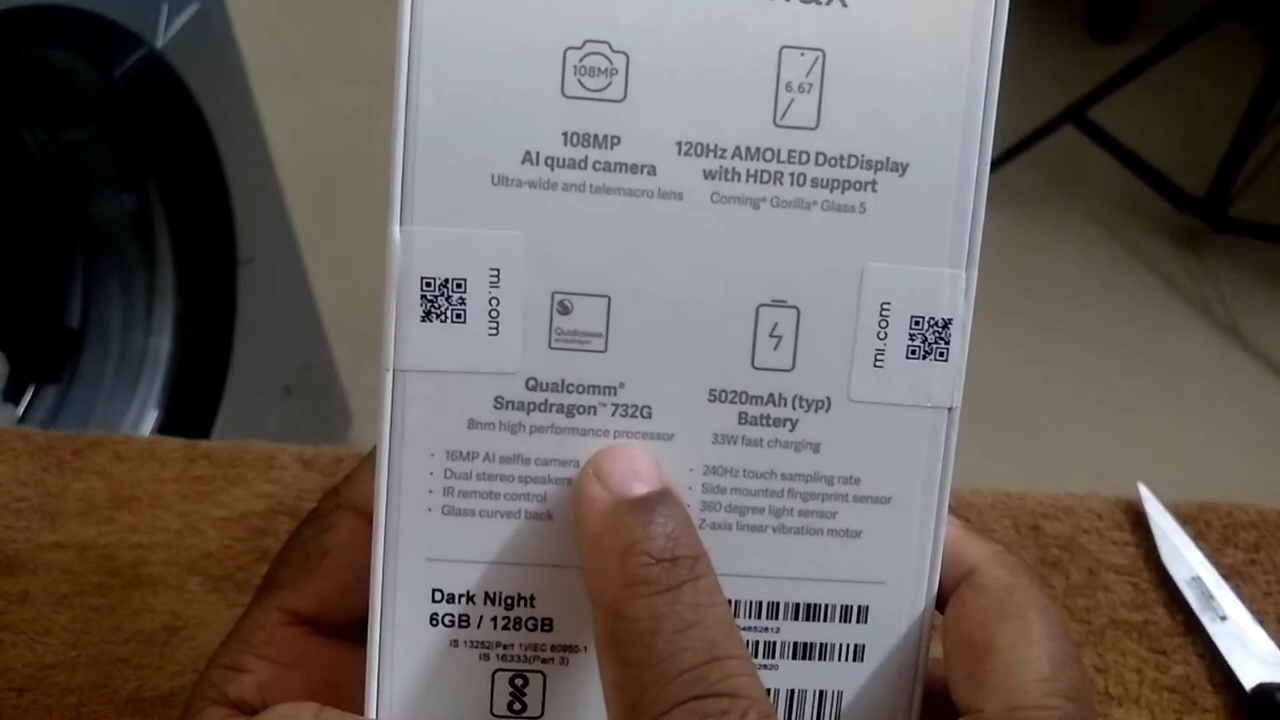 108MP
6.67
108MP
AI quad camera
Ultra-wide and telemacro lens
120Hz AMOLED DotDisplay
with HDR 10 support
Corning® Gorilla® Glass 5
mi.com
mi.com
Qualcomm
snapdragon
Qualcomm®
Snapdragon™ 732G
8nm high performance processor
5020mAh (typ)
Battery
33W fast charging
• 16MP AI selfie camera
• Dual stereo speakers
• IR remote control
• Glass curved back
• 240Hz touch sampling rate
• Side mounted fingerprint sensor
• 360 degree light sensor
Z-axis linear vibration motor
Dark Night
6GB / 128GB
IS 13252(Part 1)/IEC 60950-1
IS 16333(Part 3)